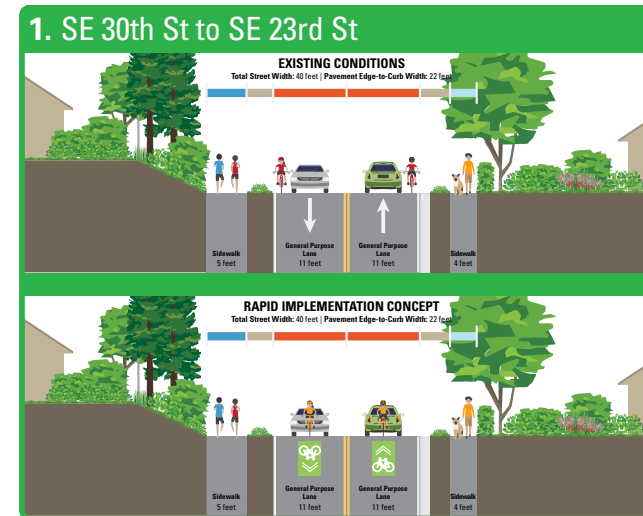 1. SE 30th St to SE 23rd St
EXISTING CONDITIONS
Total Street Width: 40 feet | Pavement Edge-to-Curb Width: 22 feet
Sidewalk
5 feet
General Purpose
Lane
11 feet
General Purpose
Lane
11 feet
Sidewalk
4 feet
RAPID IMPLEMENTATION CONCEPT
Total Street Width: 40 feet | Pavement Edge-to-Curb Width: 22 feet
Sidewalk
5 feet
General Purpose
Lane
11 feet
General Purpose
Lane
11 feet
Sidewalk
4 feet